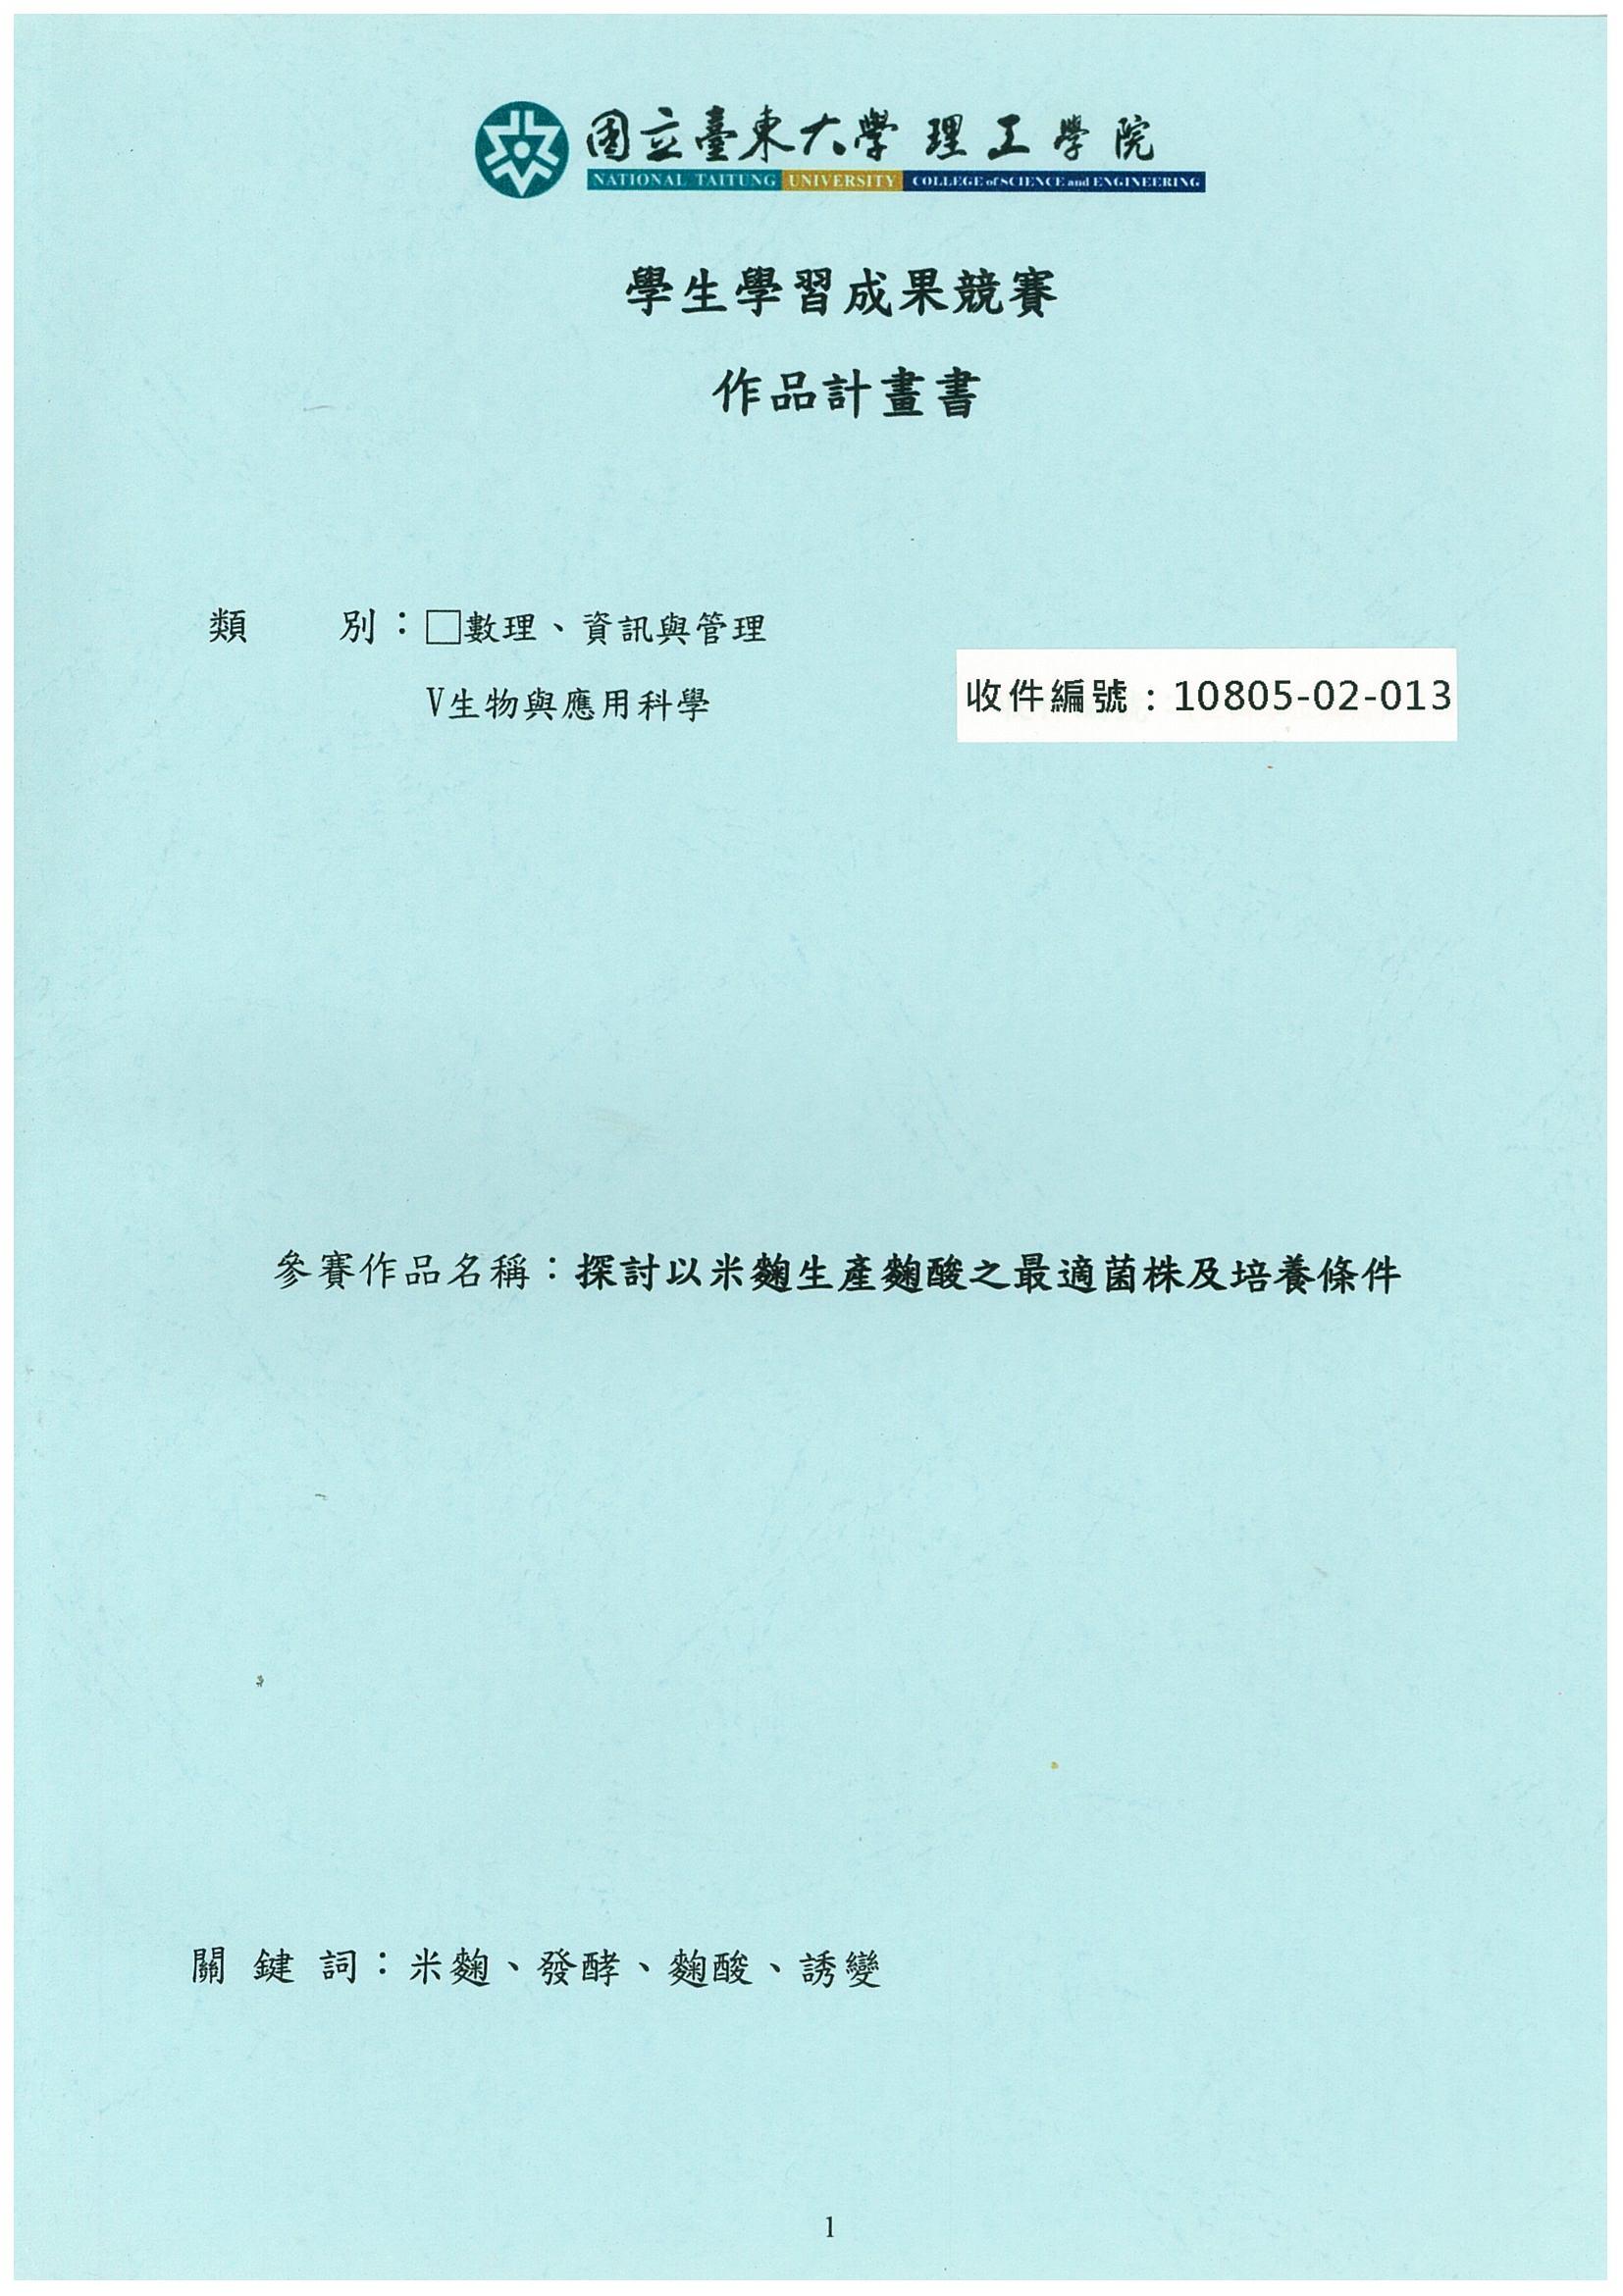 國立臺東大學 理工學院
NATIONAL TAITUNG UNIVERSITY COLLEGE of SCIENCE and ENGINEERING
學生學習成果競賽
作品計畫書
類 別：□數理、資訊與管理
V生物與應用科學
收件編號：10805-02-013
參賽作品名稱：探討以米麴生產麴酸之最適菌株及培養條件
關 鍵 詞：米麴、發酵、麴酸、誘變
1